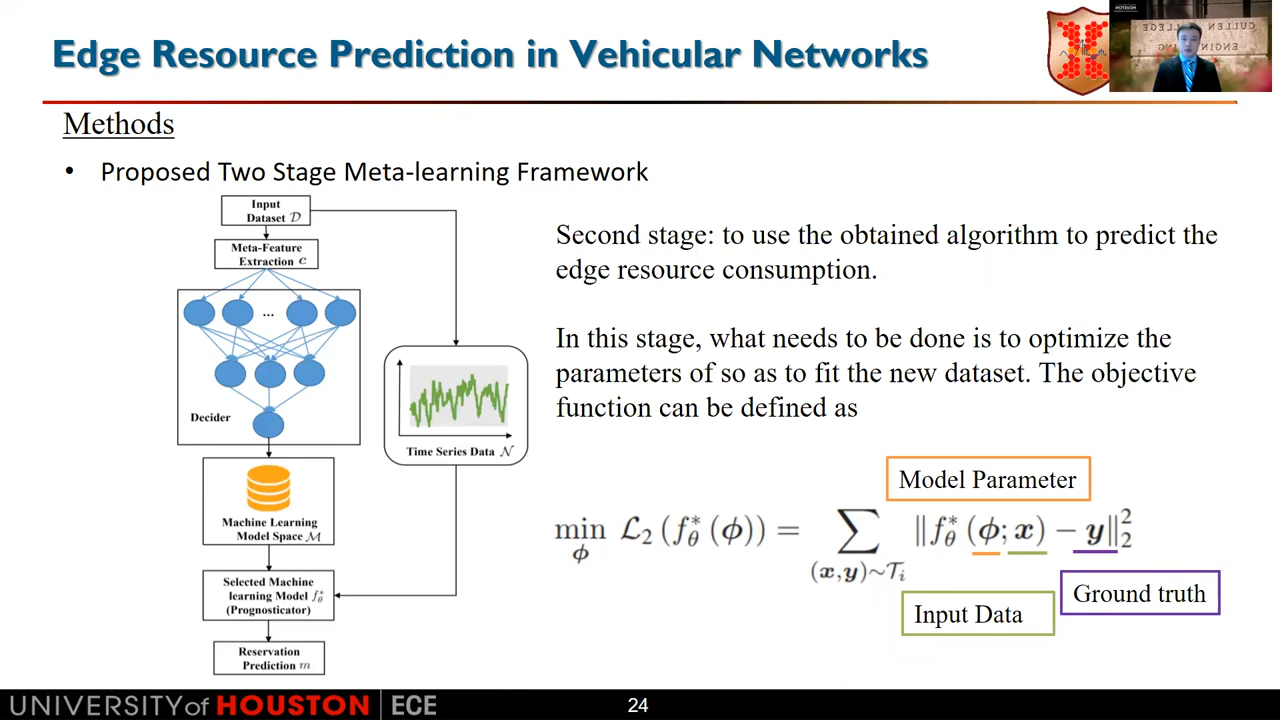 Edge Resource Prediction in Vehicular Networks
Methods
• Proposed Two Stage Meta-learning Framework
Input
Dataset 𝒟
Meta-Feature
Extraction c
...
Decider
Machine Learning
Model Space ℳ
Selected Machine
learning Model f*θ
(Prognosticator)
Reservation
Prediction m
Time Series Data 𝒩
Second stage: to use the obtained algorithm to predict the
edge resource consumption.
In this stage, what needs to be done is to optimize the
parameters of so as to fit the new dataset. The objective
function can be defined as
Model Parameter
min_ϕ ℒ₂ (f*θ (ϕ)) = ∑_(x,y)∼𝒯ᵢ ‖f*θ (ϕ; x) − y‖²₂
Input Data
Ground truth
UNIVERSITY of HOUSTON | ECE
24